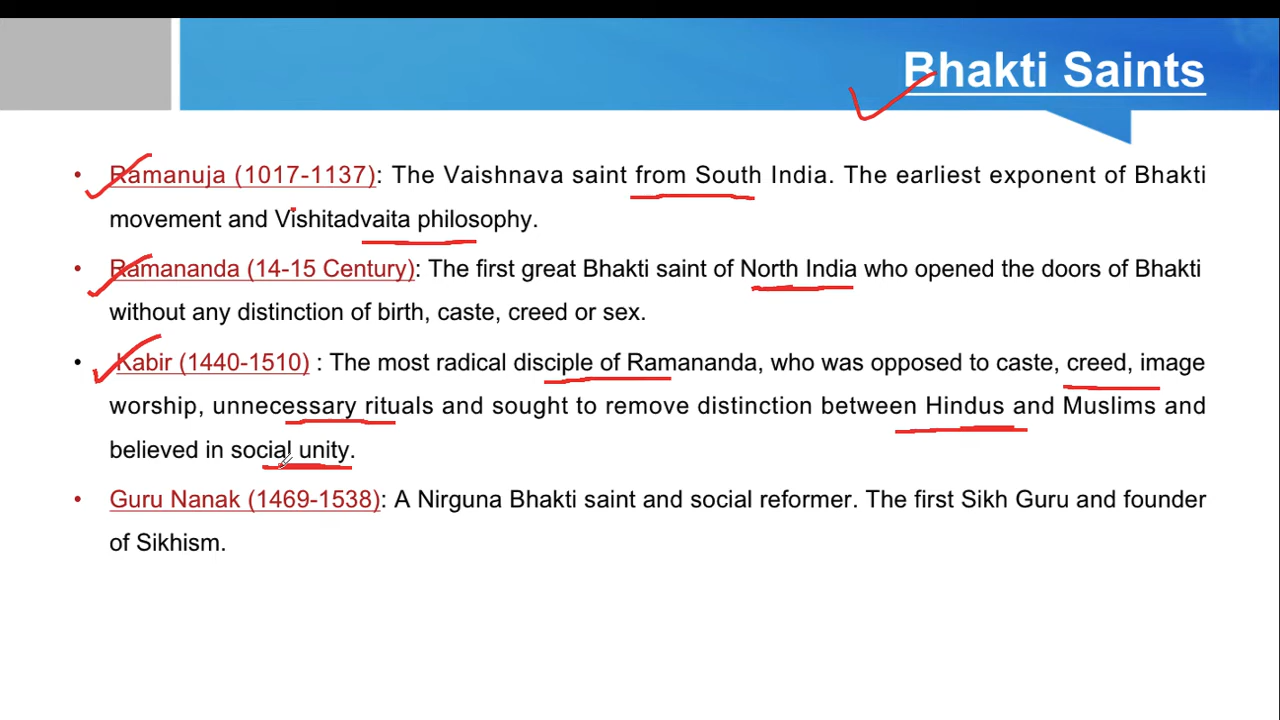 Bhakti Saints
• Ramanuja (1017-1137): The Vaishnava saint from South India. The earliest exponent of Bhakti
movement and Vishitadvaita philosophy.
• Ramananda (14-15 Century): The first great Bhakti saint of North India who opened the doors of Bhakti
without any distinction of birth, caste, creed or sex.
• Kabir (1440-1510) : The most radical disciple of Ramananda, who was opposed to caste, creed, image
worship, unnecessary rituals and sought to remove distinction between Hindus and Muslims and
believed in social unity.
• Guru Nanak (1469-1538): A Nirguna Bhakti saint and social reformer. The first Sikh Guru and founder
of Sikhism.